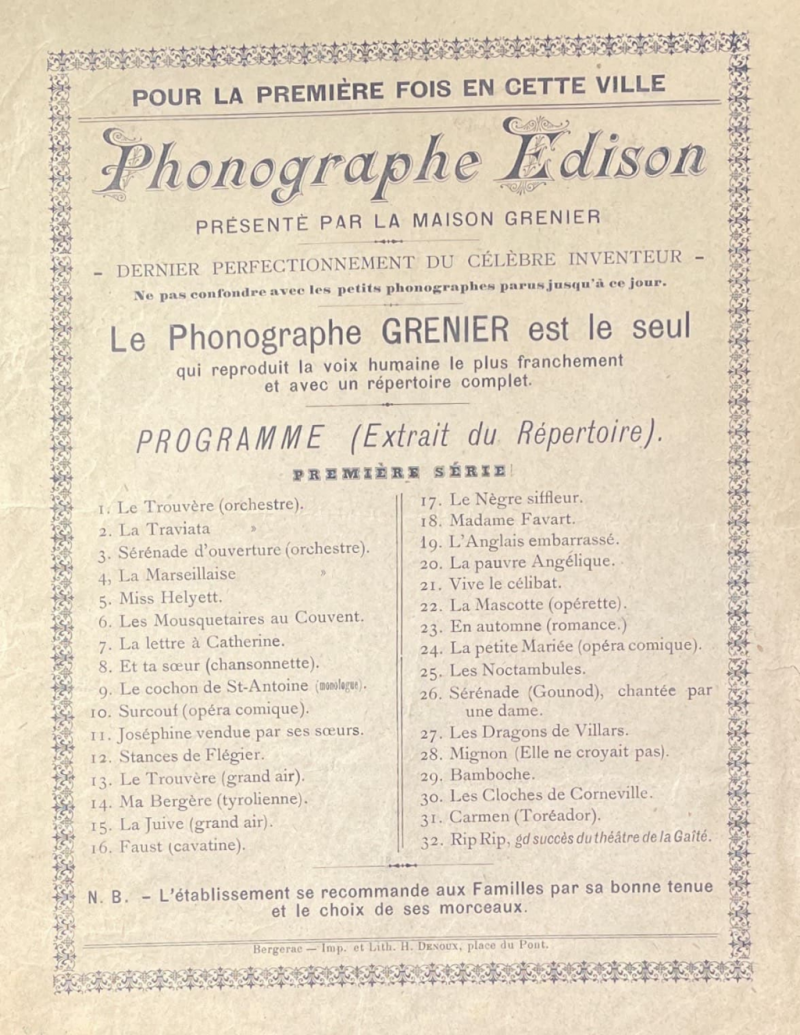 POUR LA PREMIÈRE FOIS EN CETTE VILLE
Phonographe Edison
PRÉSENTÉ PAR LA MAISON GRENIER
- DERNIER PERFECTIONNEMENT DU CÉLÈBRE INVENTEUR -
Ne pas confondre avec les petits phonographes parus jusqu'à ce jour.
Le Phonographe GRENIER est le seul
qui reproduit la voix humaine le plus franchement
et avec un répertoire complet.
PROGRAMME (Extrait du Répertoire).
PREMIÈRE SÉRIE
1. Le Trouvère (orchestre).
2. La Traviata »
3. Sérénade d'ouverture (orchestre).
4, La Marseillaise »
5. Miss Helyett.
6. Les Mousquetaires au Couvent.
7. La lettre à Catherine.
8. Et ta sœur (chansonnette).
9. Le cochon de St-Antoine (monologue).
10. Surcouf (opéra comique).
11. Joséphine vendue par ses sœurs.
12. Stances de Flégier.
13. Le Trouvère (grand air).
14. Ma Bergère (tyrolienne).
15. La Juive (grand air).
16. Faust (cavatine).
17. Le Nègre siffleur.
18. Madame Favart.
19. L'Anglais embarrassé.
20. La pauvre Angélique.
21. Vive le célibat.
22. La Mascotte (opérette).
23. En automne (romance.)
24. La petite Mariée (opéra comique).
25. Les Noctambules.
26. Sérénade (Gounod), chantée par
une dame.
27. Les Dragons de Villars.
28. Mignon (Elle ne croyait pas).
29. Bamboche.
30. Les Cloches de Corneville.
31. Carmen (Toréador).
32. Rip Rip, gd succès du théâtre de la Gaîté.
N. B. - L'établissement se recommande aux Familles par sa bonne tenue
et le choix de ses morceaux.
Bergerac — Imp. et Lith. H. DENOUX, place du Pont.